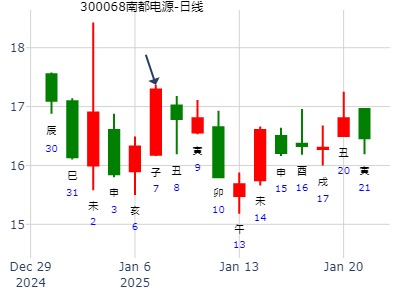 300068南都电源-日线
18
17
16
15
辰
30
巳
31
未
2
申
3
亥
6
子
7
丑
8
寅
9
卯
10
午
13
未
14
申
15
酉
16
戌
17
丑
20
寅
21
Dec 29
2024
Jan 6
2025
Jan 13
Jan 20